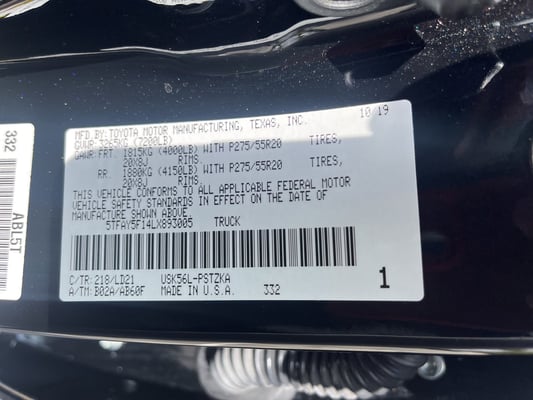 332
ABL5T
MFD BY: TOYOTA MOTOR MANUFACTURING, TEXAS, INC. 10/19
GVWR: 3265KG (7200LB)
GAWR: FRT. 1815KG (4000LB) WITH P275/55R20 TIRES,
20X8J RIMS.
RR. 1880KG (4150LB) WITH P275/55R20 TIRES,
20X8J RIMS.
THIS VEHICLE CONFORMS TO ALL APPLICABLE FEDERAL MOTOR
VEHICLE SAFETY STANDARDS IN EFFECT ON THE DATE OF
MANUFACTURE SHOWN ABOVE.
5TFAY5F14LX893005 TRUCK
C/TR: 218/LD21 USK56L-PSTZKA
A/TM: B02A/AB60F MADE IN U.S.A. 332
1